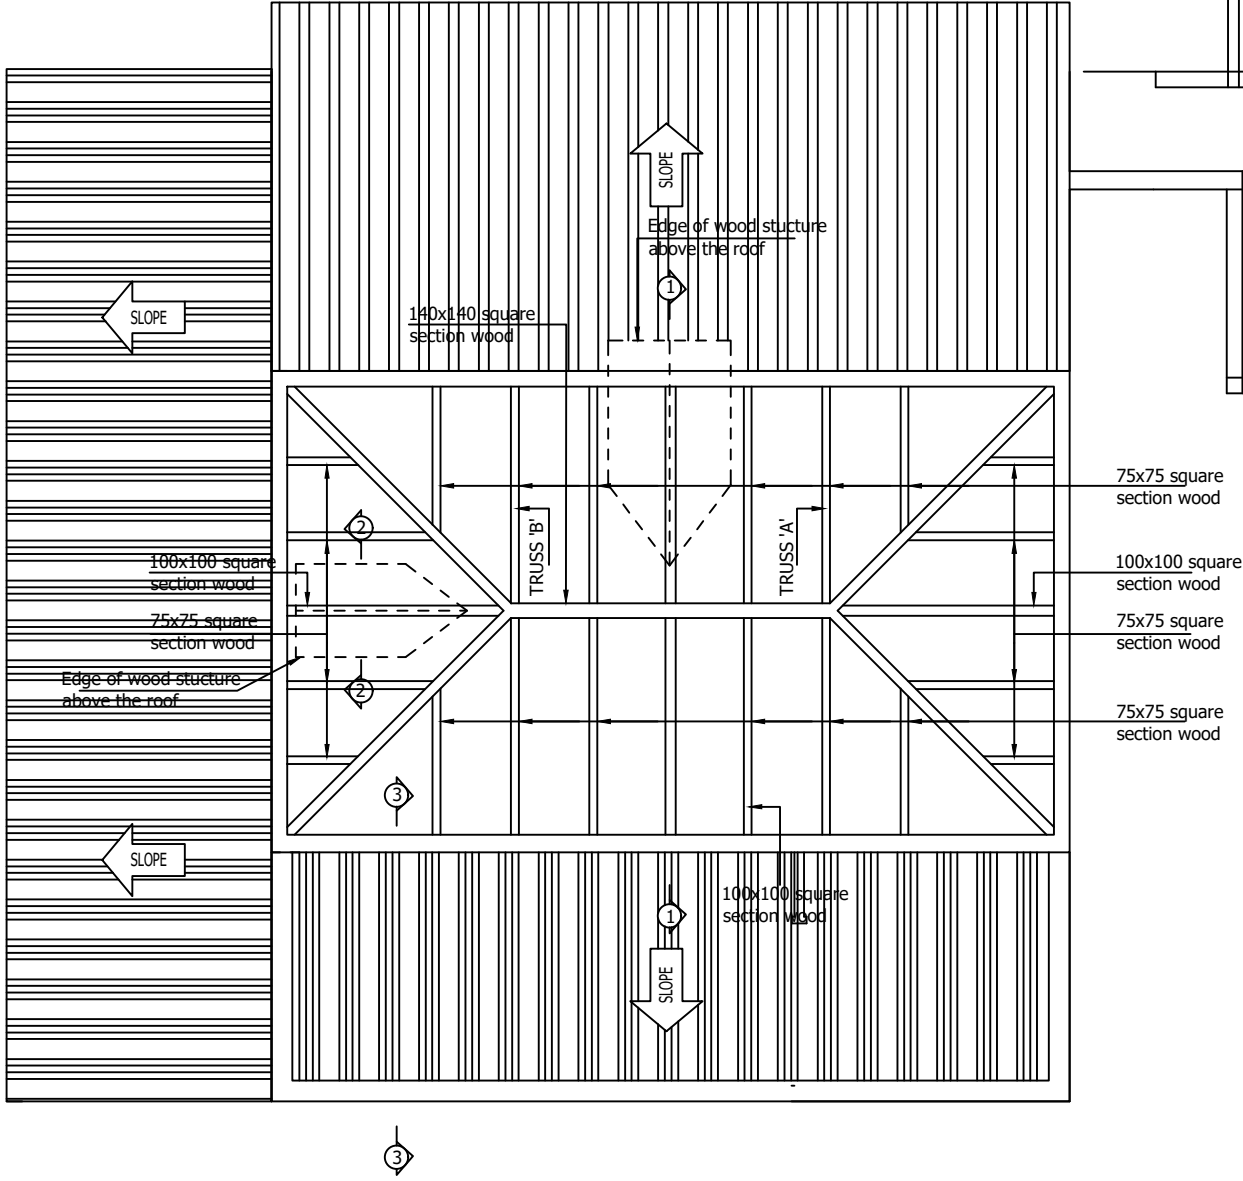 SLOPE
Edge of wood stucture
above the roof
1
SLOPE
140x140 square
section wood
75x75 square
section wood
TRUSS 'B'
TRUSS 'A'
2
100x100 square
section wood
100x100 square
section wood
75x75 square
section wood
75x75 square
section wood
Edge of wood stucture
above the roof
2
75x75 square
section wood
3
SLOPE
100x100 square
section wood
1
SLOPE
3